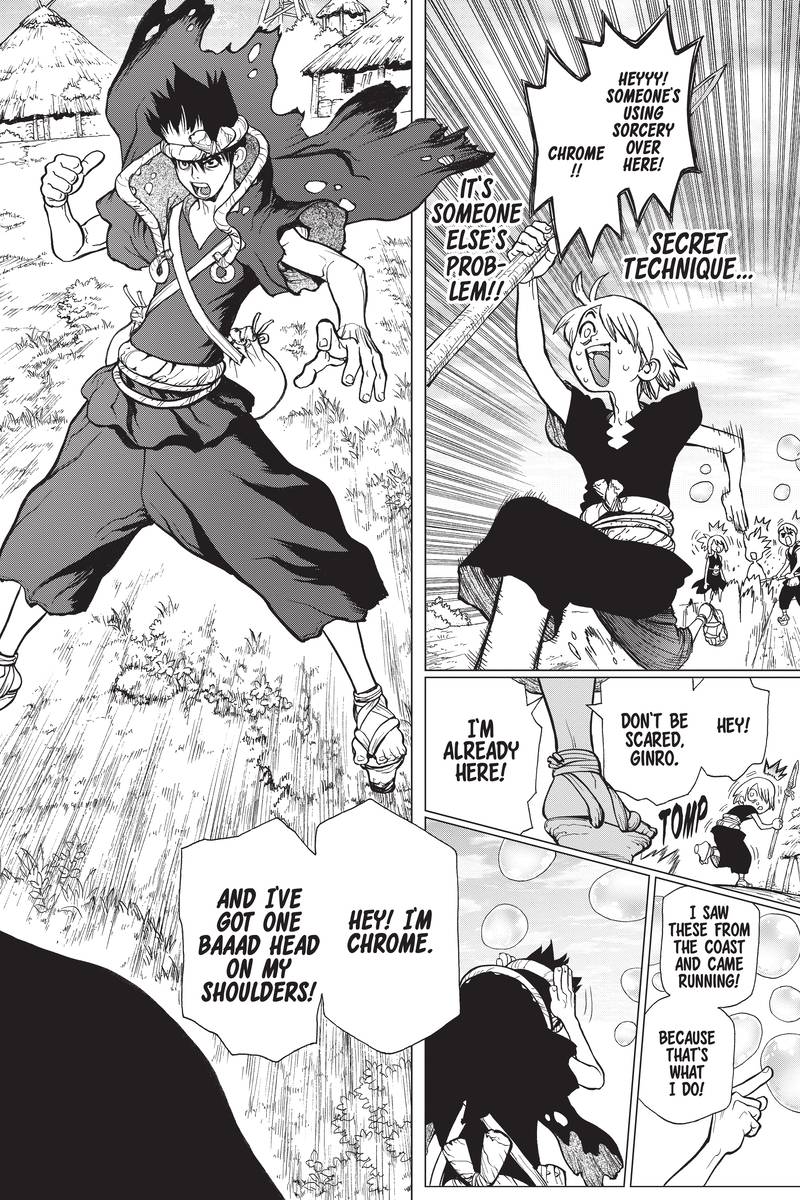 HEYYY!
SOMEONE'S
USING
SORCERY
OVER
HERE!
CHROME
!!
SECRET
TECHNIQUE...
IT'S
SOMEONE
ELSE'S
PROB-
LEM!!
HEY!
DON'T BE
SCARED,
GINRO.
I'M
ALREADY
HERE!
TOMP
I SAW
THESE FROM
THE COAST
AND CAME
RUNNING!
BECAUSE
THAT'S
WHAT
I DO!
HEY! I'M
CHROME.
AND I'VE
GOT ONE
BAAAD HEAD
ON MY
SHOULDERS!